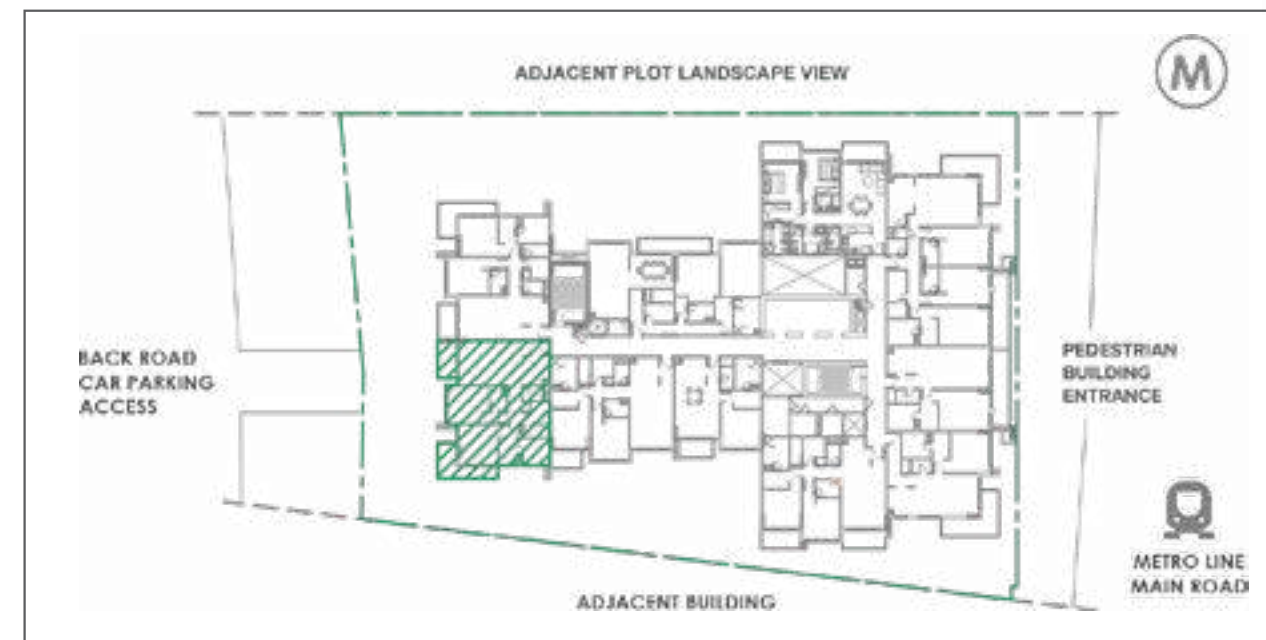 ADJACENT PLOT LANDSCAPE VIEW
M
BACK ROAD
CAR PARKING
ACCESS
PEDESTRIAN
BUILDING
ENTRANCE
METRO LINE
MAIN ROAD
ADJACENT BUILDING